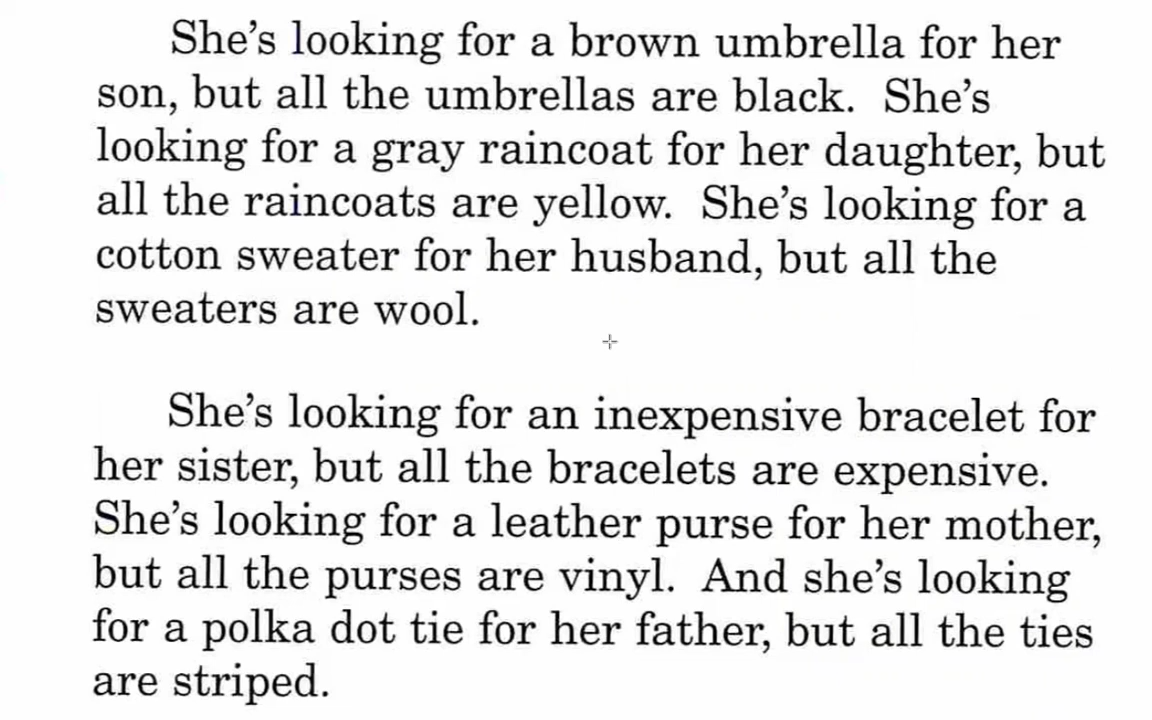 She’s looking for a brown umbrella for her
son, but all the umbrellas are black.  She’s
looking for a gray raincoat for her daughter, but
all the raincoats are yellow.  She’s looking for a
cotton sweater for her husband, but all the
sweaters are wool.
She’s looking for an inexpensive bracelet for
her sister, but all the bracelets are expensive.
She’s looking for a leather purse for her mother,
but all the purses are vinyl.  And she’s looking
for a polka dot tie for her father, but all the ties
are striped.